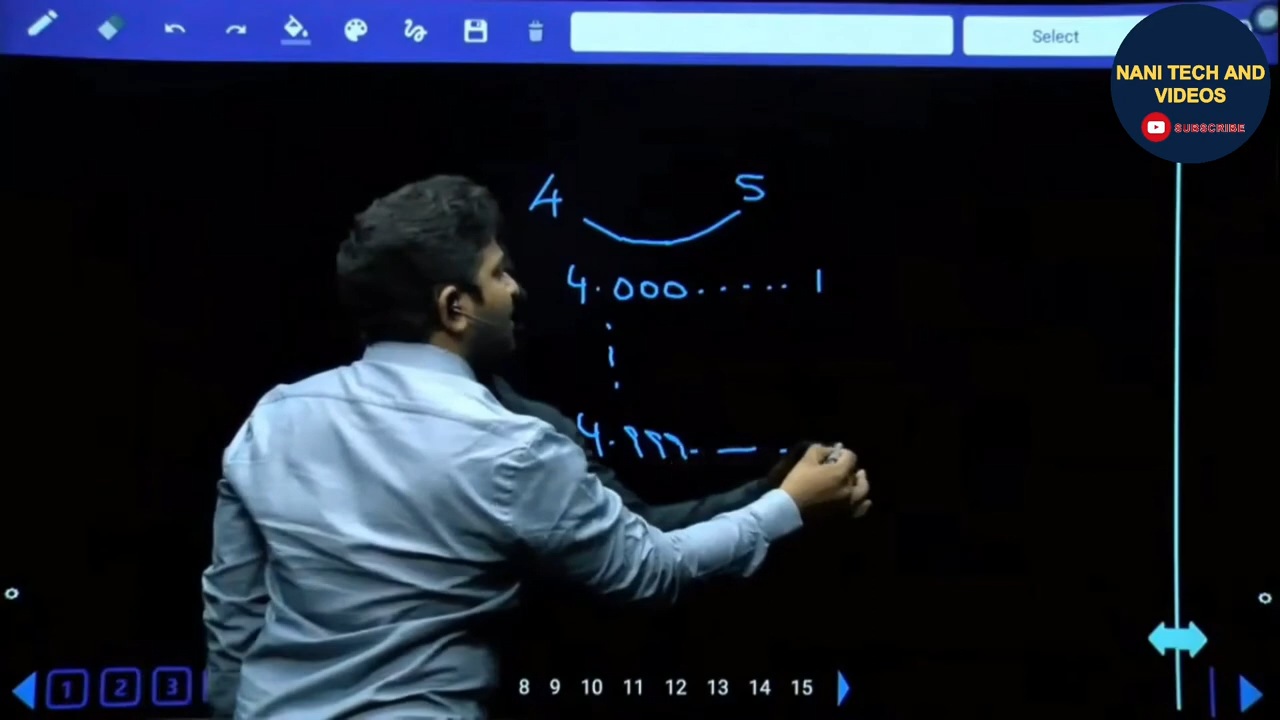 Select
NANI TECH AND
VIDEOS
SUBSCRIBE
4 5
4.000...... 1
4.999. — .
1 2 3 8 9 10 11 12 13 14 15